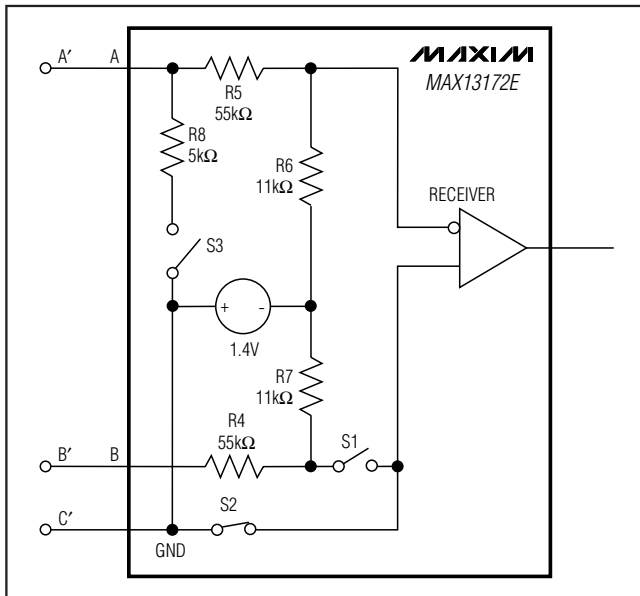 A′ A
MAXIM
MAX13172E
R5
55kΩ
R8
5kΩ
R6
11kΩ
RECEIVER
S3
+ -
1.4V
R7
11kΩ
R4
55kΩ
S1
B′ B
S2
C′
GND